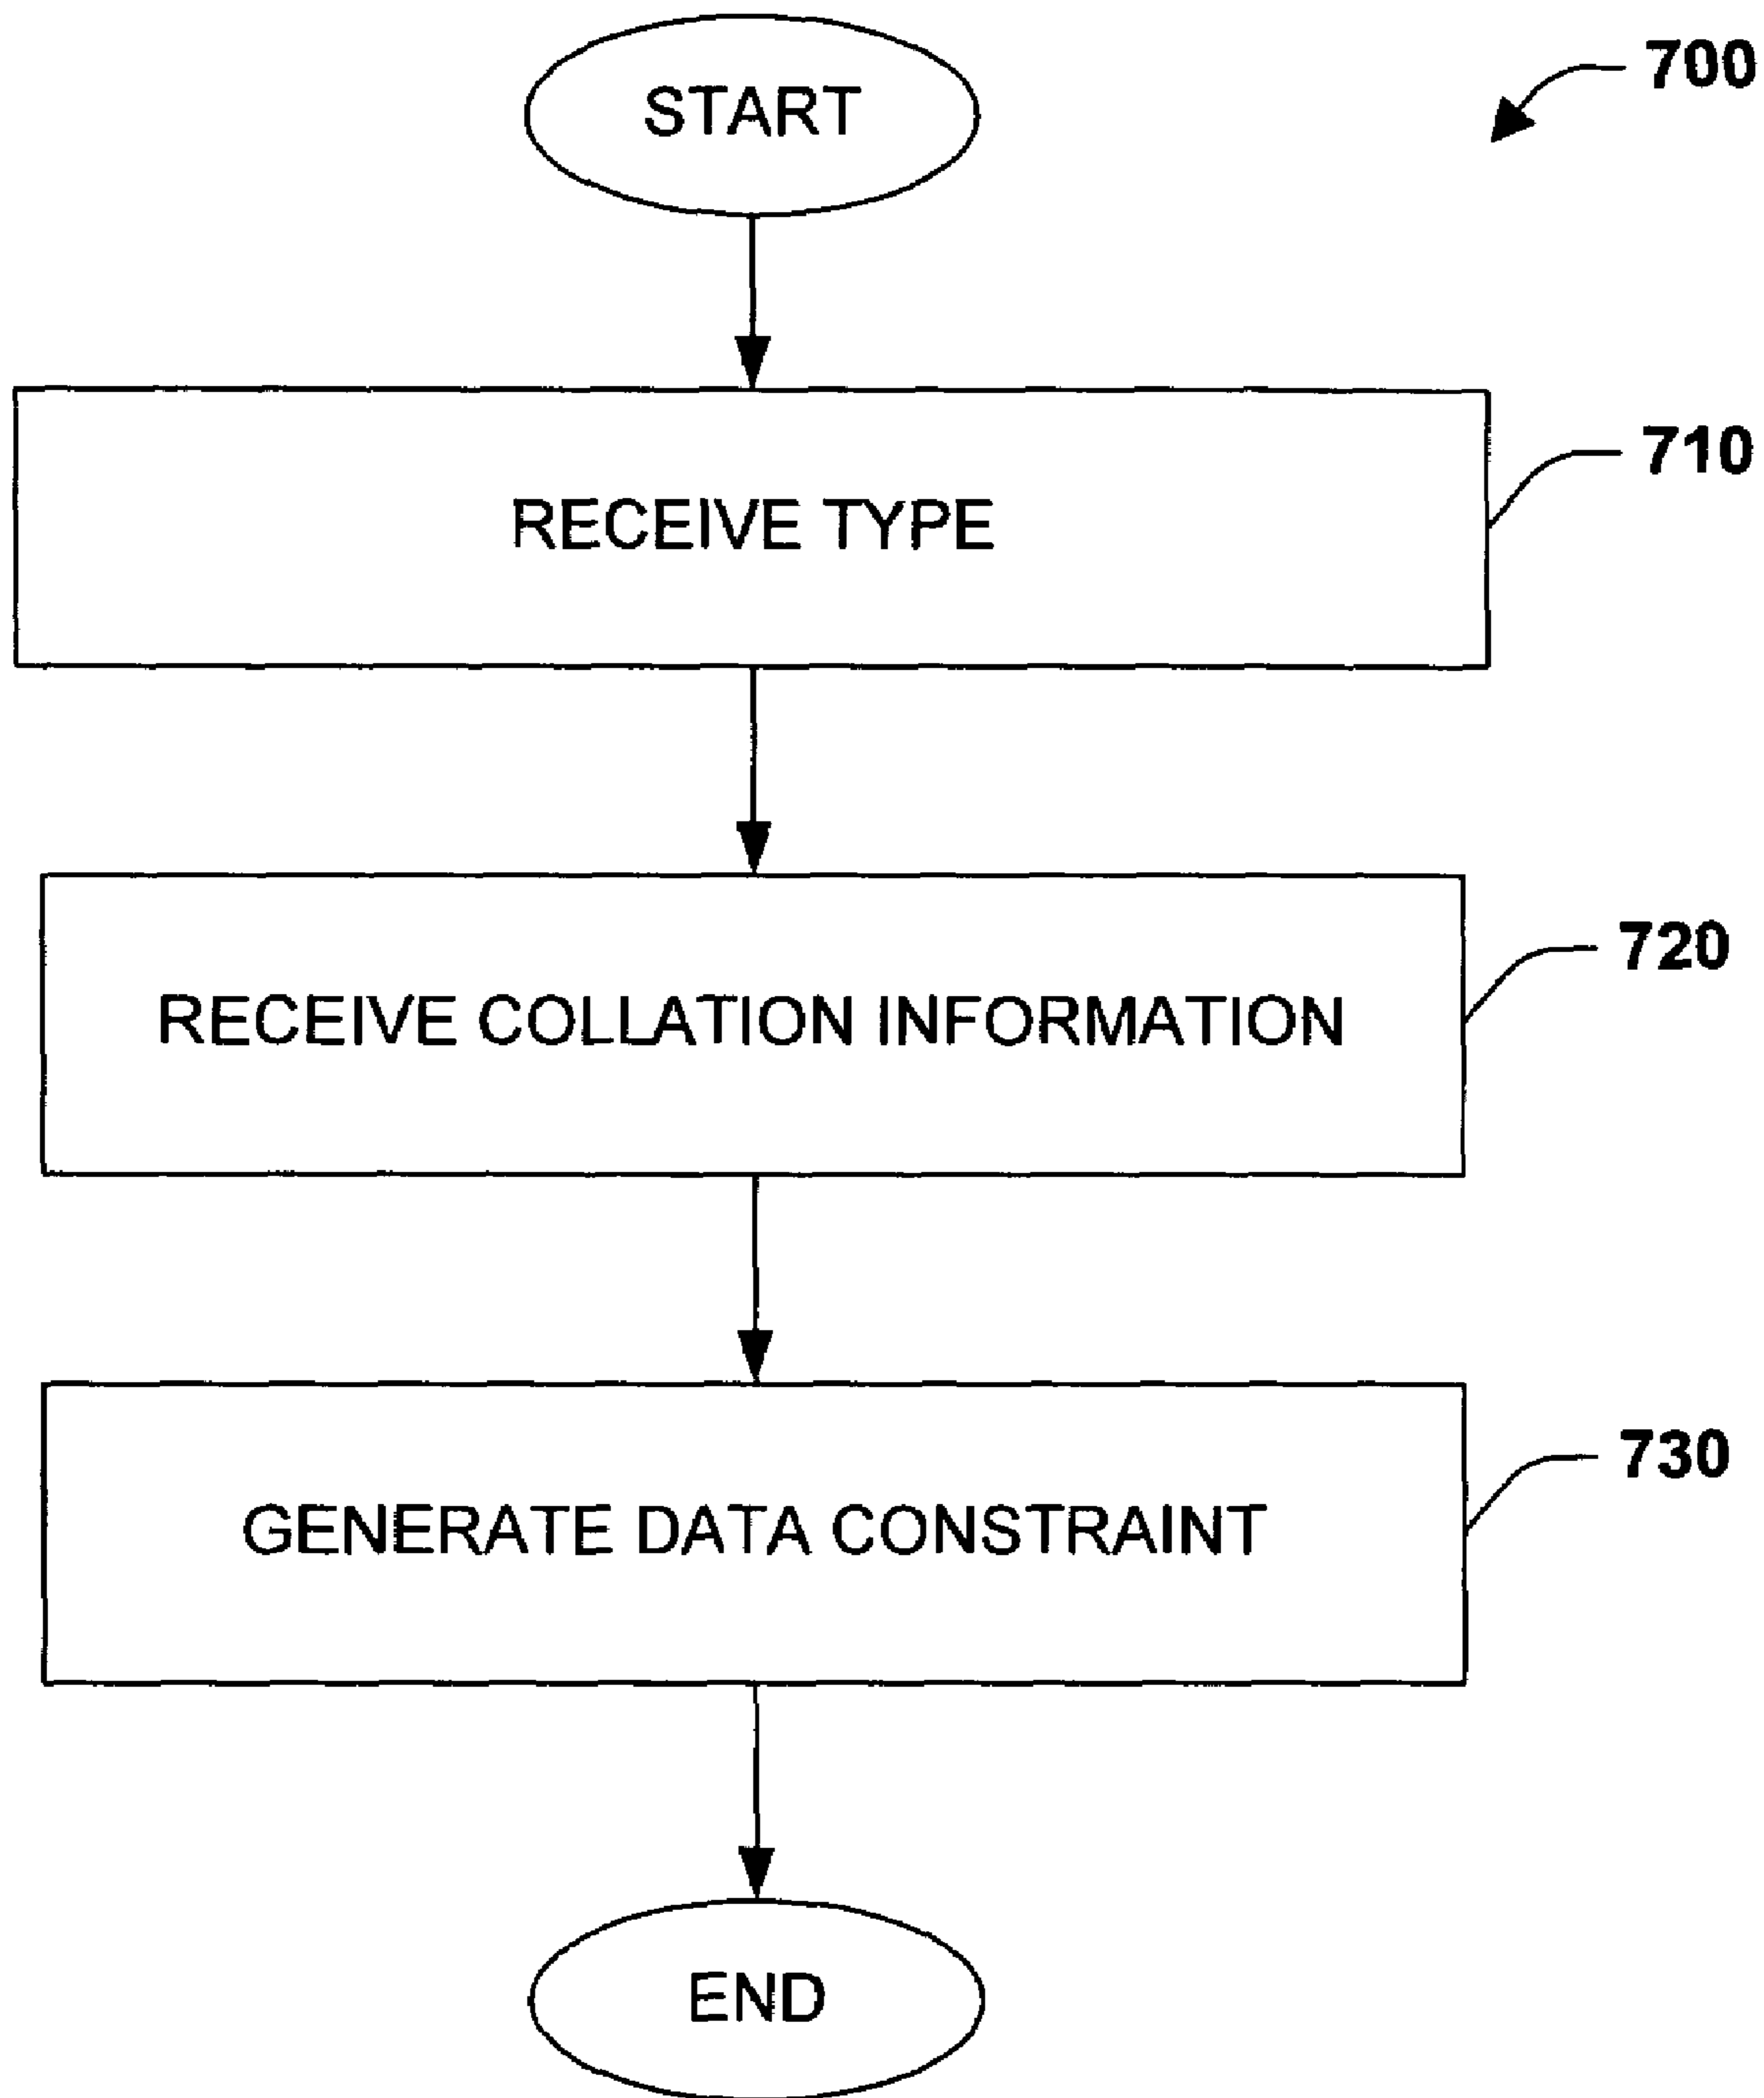 START
700
RECEIVE TYPE
710
RECEIVE COLLATION INFORMATION
720
GENERATE DATA CONSTRAINT
730
END